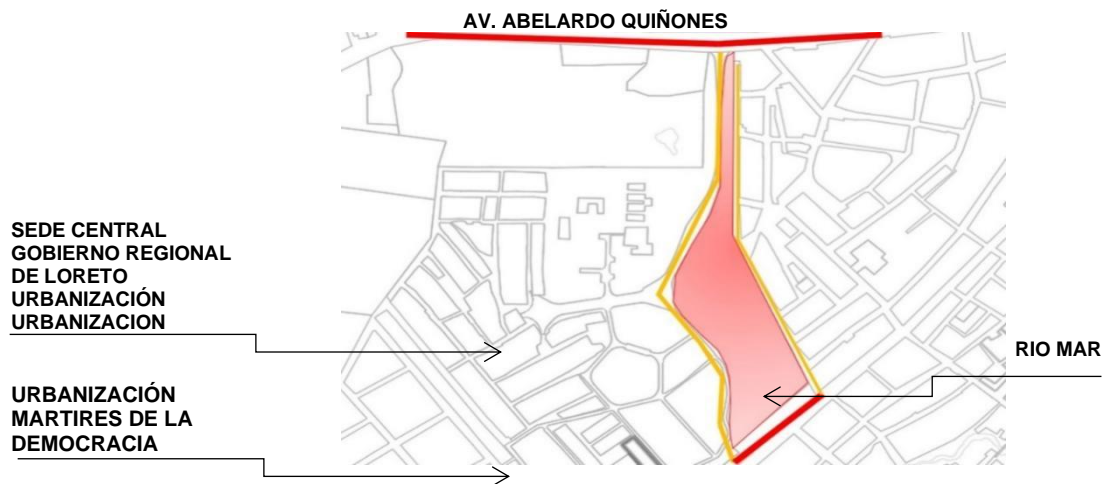 AV. ABELARDO QUIÑONES
SEDE CENTRAL
GOBIERNO REGIONAL
DE LORETO
URBANIZACIÓN
URBANIZACION
RIO MAR
URBANIZACIÓN
MARTIRES DE LA
DEMOCRACIA